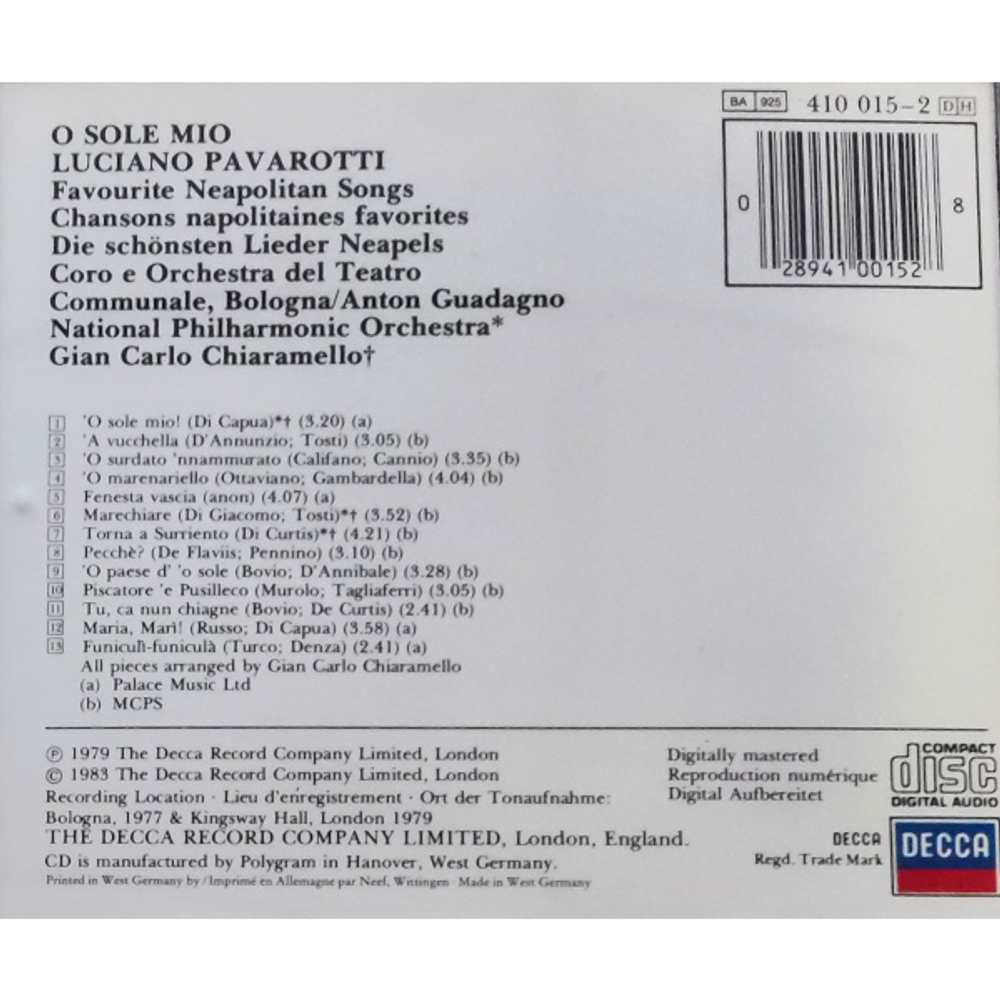 BA 925 410 015-2 DH
O SOLE MIO
LUCIANO PAVAROTTI
Favourite Neapolitan Songs
Chansons napolitaines favorites
Die schönsten Lieder Neapels
Coro e Orchestra del Teatro
Communale, Bologna/Anton Guadagno
National Philharmonic Orchestra*
Gian Carlo Chiaramello†
0 28941 00152 8
1 'O sole mio! (Di Capua)*† (3.20) (a)
2 'A vucchella (D'Annunzio; Tosti) (3.05) (b)
3 'O surdato 'nnammurato (Califano; Cannio) (3.35) (b)
4 'O marenariello (Ottaviano; Gambardella) (4.04) (b)
5 Fenesta vascia (anon) (4.07) (a)
6 Marechiare (Di Giacomo; Tosti)*† (3.52) (b)
7 Torna a Surriento (Di Curtis)*† (4.21) (b)
8 Pecchè? (De Flaviis; Pennino) (3.10) (b)
9 'O paese d' 'o sole (Bovio; D'Annibale) (3.28) (b)
10 Piscatore 'e Pusilleco (Murolo; Tagliaferri) (3.05) (b)
11 Tu, ca nun chiagne (Bovio; De Curtis) (2.41) (b)
12 Maria, Marì! (Russo; Di Capua) (3.58) (a)
13 Funiculì-funiculà (Turco; Denza) (2.41) (a)
All pieces arranged by Gian Carlo Chiaramello
(a) Palace Music Ltd
(b) MCPS
℗ 1979 The Decca Record Company Limited, London
© 1983 The Decca Record Company Limited, London
Recording Location · Lieu d'enregistrement · Ort der Tonaufnahme:
Bologna, 1977 & Kingsway Hall, London 1979
THE DECCA RECORD COMPANY LIMITED, London, England.
CD is manufactured by Polygram in Hanover, West Germany.
Printed in West Germany by / Imprimé en Allemagne par Neef, Wittingen · Made in West Germany
Digitally mastered
Reproduction numérique
Digital Aufbereitet
COMPACT
disc
DIGITAL AUDIO
DECCA
Regd. Trade Mark
DECCA